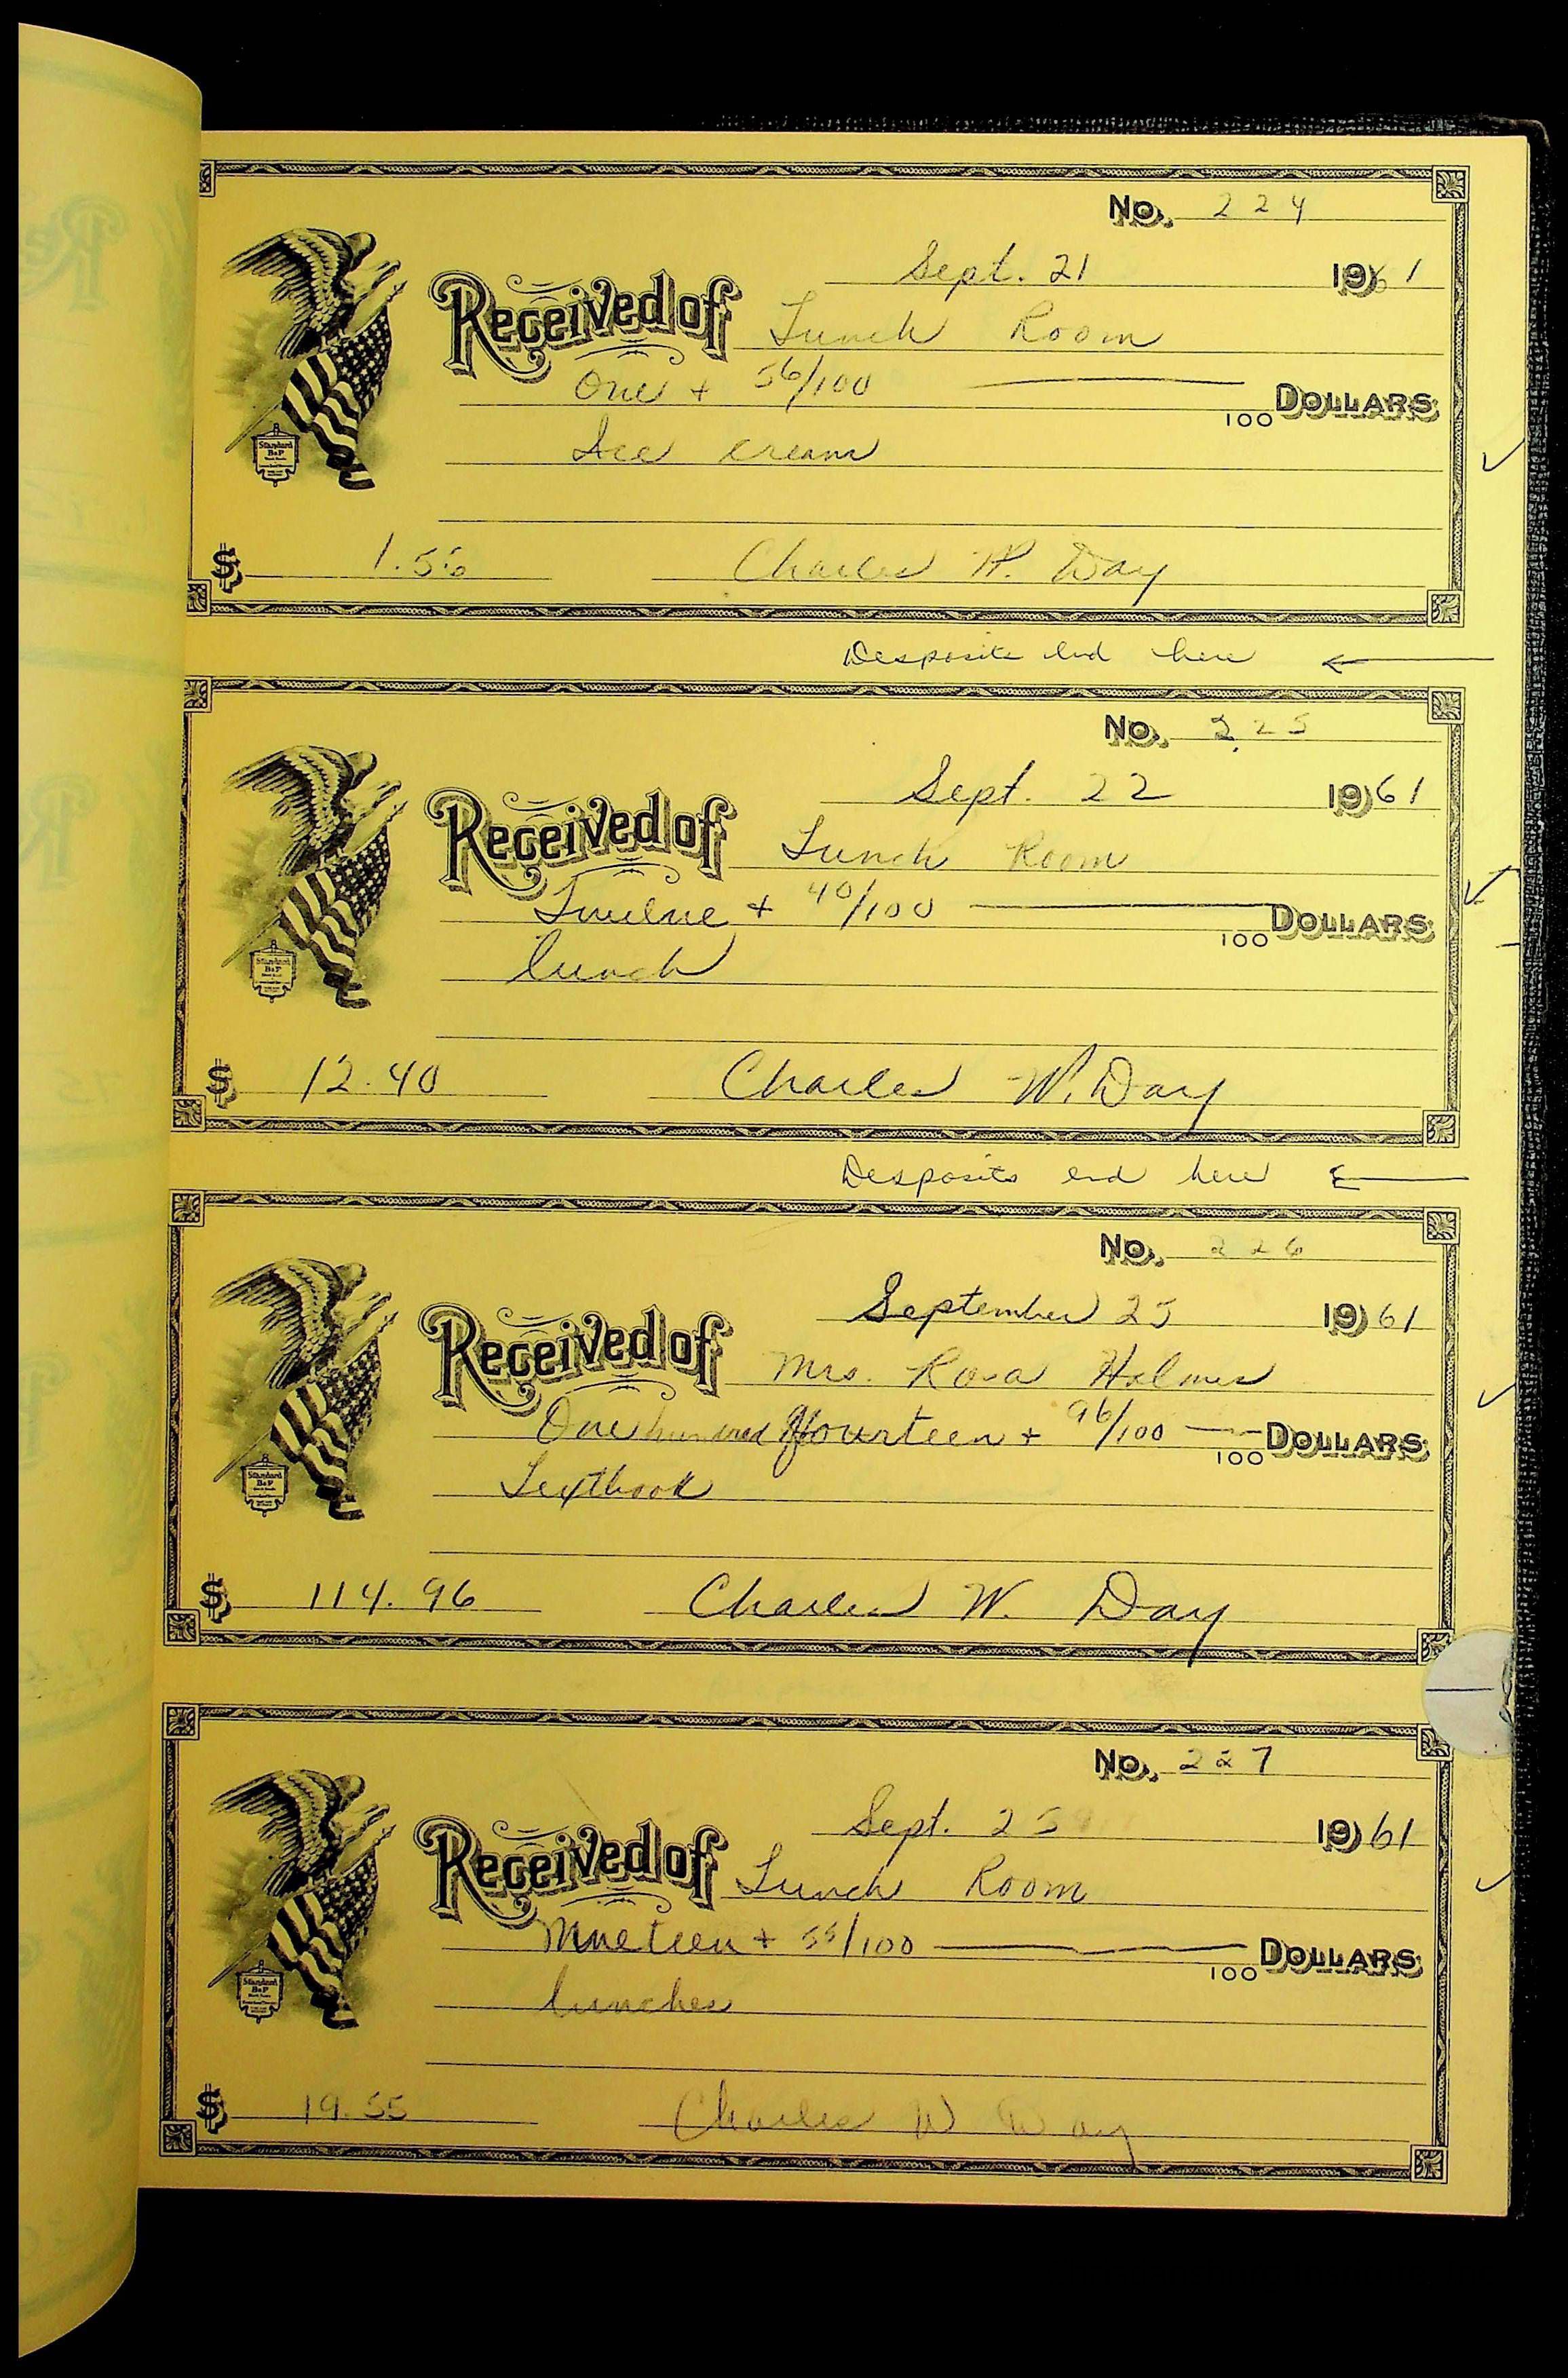 No. 224
Sept. 21 1961
Received of Lunch Room
One + 56/100 100 DOLLARS
Ice cream
$ 1.56 Charles W. Day
Desposits end here
No. 225
Sept. 22 1961
Received of Lunch Room
Twelve + 40/100 100 DOLLARS
lunch
$ 12.40 Charles W. Day
Desposits end here
No. 226
September 25 1961
Received of Mrs. Rosa Holmes
One hundred fourteen + 96/100 100 DOLLARS
Textbook
$ 114.96 Charles W. Day
No. 227
Sept. 25 1961
Received of Lunch Room
Nineteen + 55/100 100 DOLLARS
lunches
$ 19.55 Charles W Day